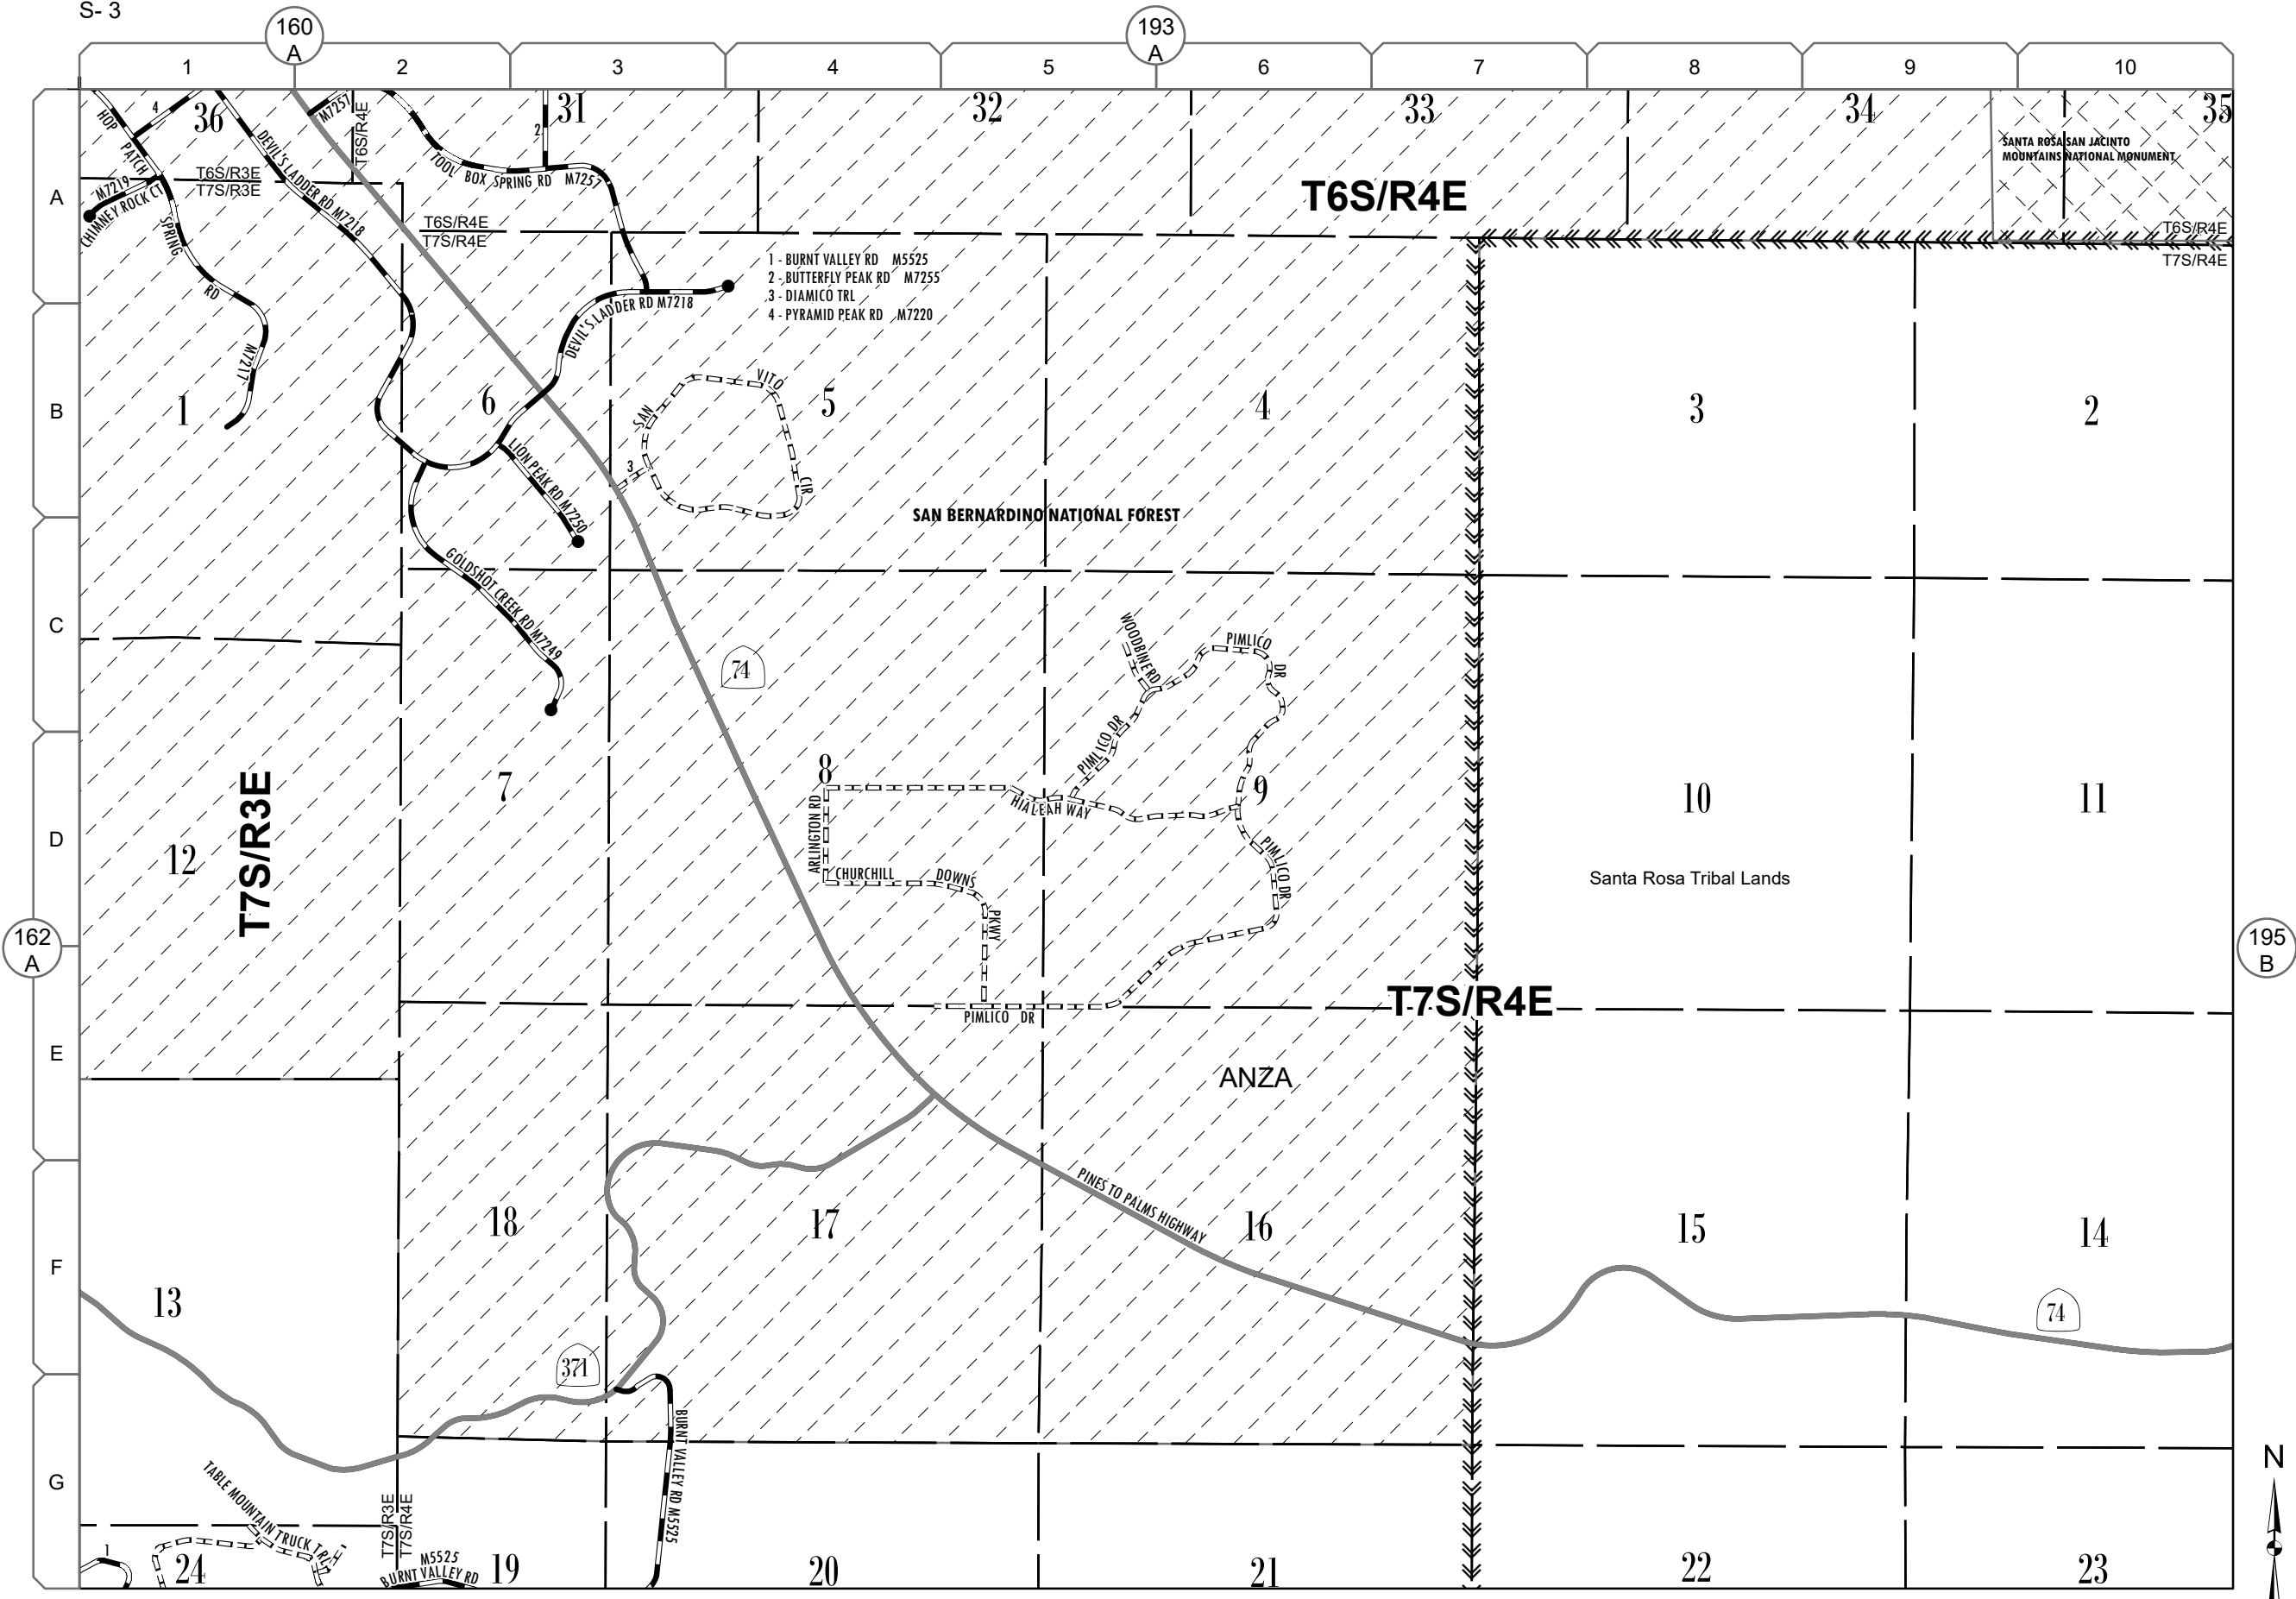 S- 3
160
A
193
A
1 2 3 4 5 6 7 8 9 10
A
B
C
D
E
F
G
162
A
195
B
36
31
32
33
34
35
HOP
PATCH
SPRING
RD
M7217
4
M7219
CHIMNEY ROCK CT
T6S/R3E
T7S/R3E
DEVIL'S LADDER RD M7218
M7257
T6S/R4E
TOOL BOX SPRING RD M7257
2
T6S/R4E
T7S/R4E
T6S/R4E
SANTA ROSA SAN JACINTO
MOUNTAINS NATIONAL MONUMENT
T6S/R4E
T7S/R4E
1 - BURNT VALLEY RD M5525
2 - BUTTERFLY PEAK RD M7255
3 - DIAMICO TRL
4 - PYRAMID PEAK RD M7220
DEVIL'S LADDER RD M7218
1
6
5
4
3
2
SAN
VITO
CIR
3
LION PEAK RD M7250
SAN BERNARDINO NATIONAL FOREST
GOLDSHOT CREEK RD M7249
74
WOODBINE RD
PIMLICO
DR
PIMLICO DR
T7S/R3E
12
7
8
9
10
11
HIALEAH WAY
ARLINGTON RD
CHURCHILL DOWNS
PKWY
PIMLICO DR
Santa Rosa Tribal Lands
PIMLICO DR
T7S/R4E
ANZA
PINES TO PALMS HIGHWAY
13
18
17
16
15
14
74
371
BURNT VALLEY RD M5525
TABLE MOUNTAIN TRUCK TRL
T7S/R3E
T7S/R4E
1
24
M5525
BURNT VALLEY RD
19
20
21
22
23
N